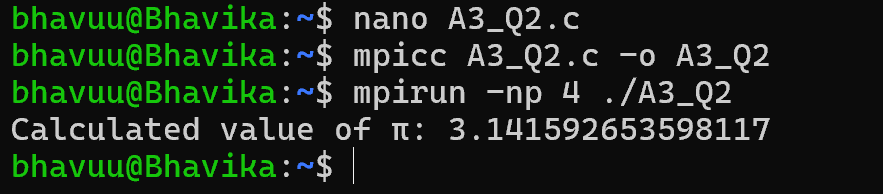 bhavuu@Bhavika:~$ nano A3_Q2.c
bhavuu@Bhavika:~$ mpicc A3_Q2.c -o A3_Q2
bhavuu@Bhavika:~$ mpirun -np 4 ./A3_Q2
Calculated value of π: 3.141592653598117
bhavuu@Bhavika:~$